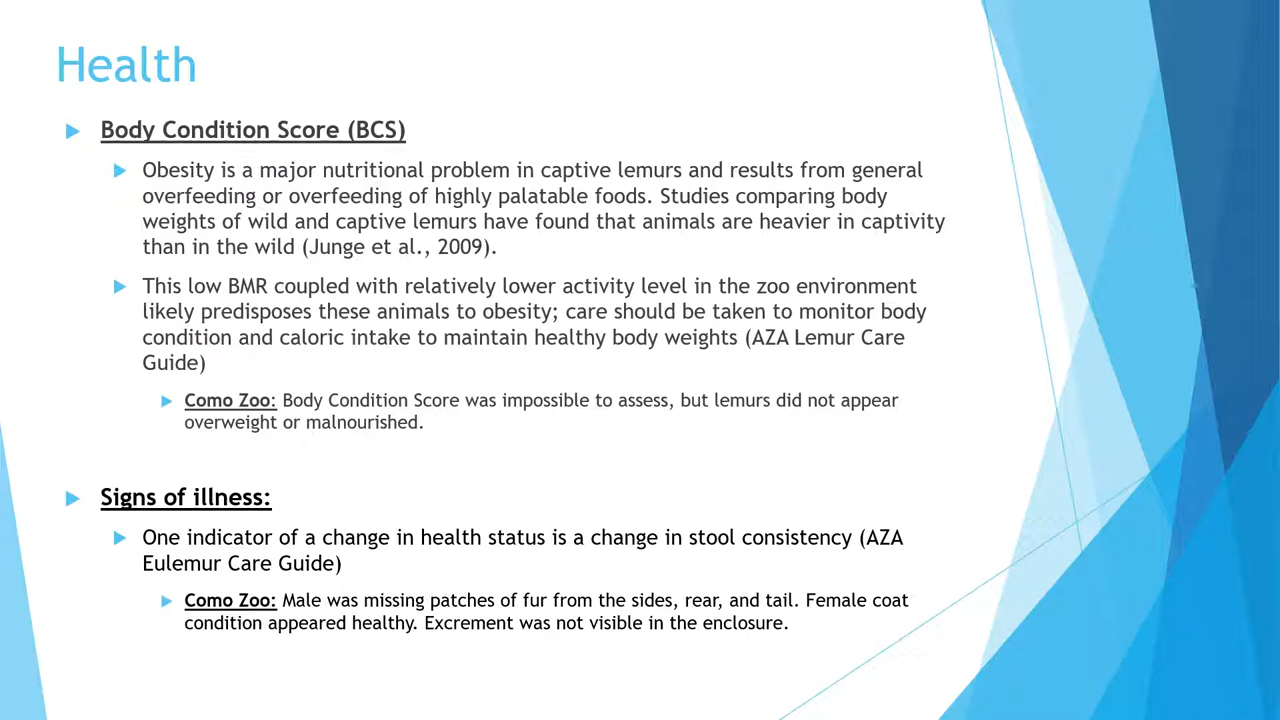 Health
Body Condition Score (BCS)
Obesity is a major nutritional problem in captive lemurs and results from general
overfeeding or overfeeding of highly palatable foods. Studies comparing body
weights of wild and captive lemurs have found that animals are heavier in captivity
than in the wild (Junge et al., 2009).
This low BMR coupled with relatively lower activity level in the zoo environment
likely predisposes these animals to obesity; care should be taken to monitor body
condition and caloric intake to maintain healthy body weights (AZA Lemur Care
Guide)
Como Zoo: Body Condition Score was impossible to assess, but lemurs did not appear
overweight or malnourished.
Signs of illness:
One indicator of a change in health status is a change in stool consistency (AZA
Eulemur Care Guide)
Como Zoo: Male was missing patches of fur from the sides, rear, and tail. Female coat
condition appeared healthy. Excrement was not visible in the enclosure.